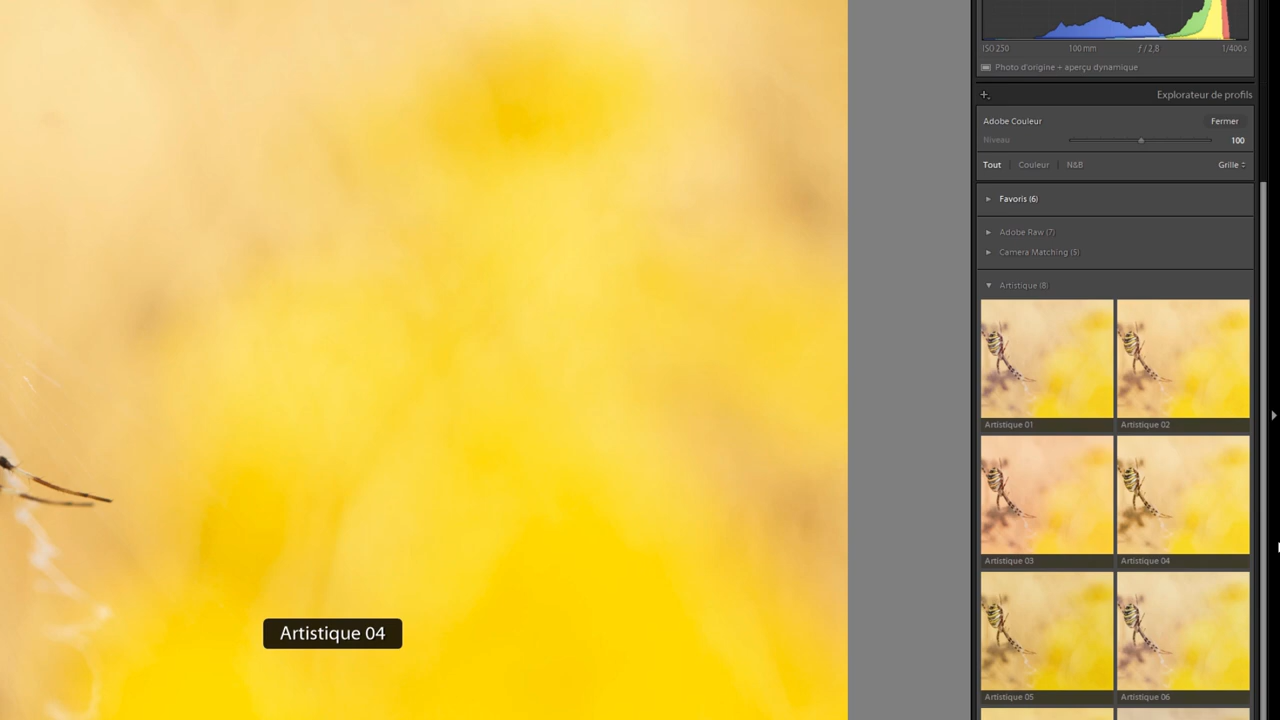 ISO 250 100 mm ƒ / 2,8 1/400 s
Photo d'origine + aperçu dynamique
Explorateur de profils
Adobe Couleur Fermer
Niveau 100
Tout Couleur N&B Grille
Favoris (6)
Adobe Raw (7)
Camera Matching (5)
Artistique (8)
Artistique 01 Artistique 02
Artistique 03 Artistique 04
Artistique 04
Artistique 05 Artistique 06